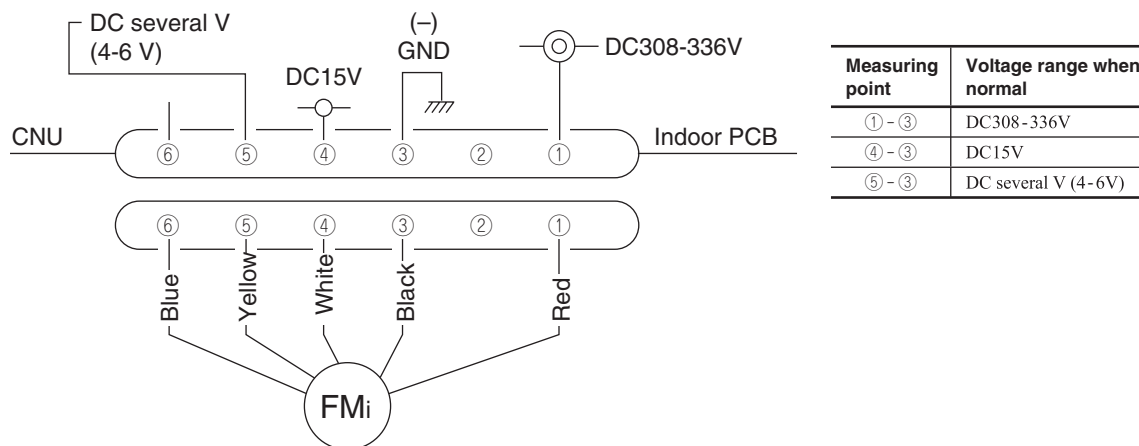 DC several V
(4-6 V)
(–)
GND
DC15V
DC308-336V
CNU
Indoor PCB
⑥ ⑤ ④ ③ ② ①
⑥ ⑤ ④ ③ ② ①
Blue
Yellow
White
Black
Red
FMi
Measuring point
Voltage range when normal
①-③ DC308-336V
④-③ DC15V
⑤-③ DC several V (4-6V)